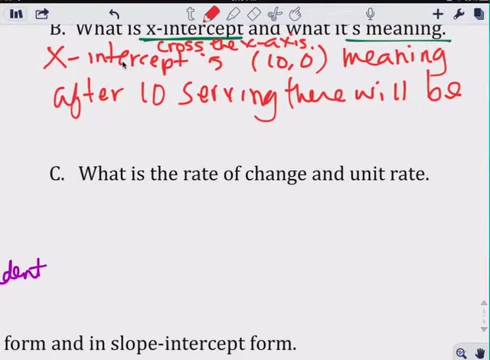 B. What is x-intercept and what it's meaning.
cross the x-axis.
X-intercept is (10,0) meaning
after 10 serving there will be
C. What is the rate of change and unit rate.
dent
form and in slope-intercept form.